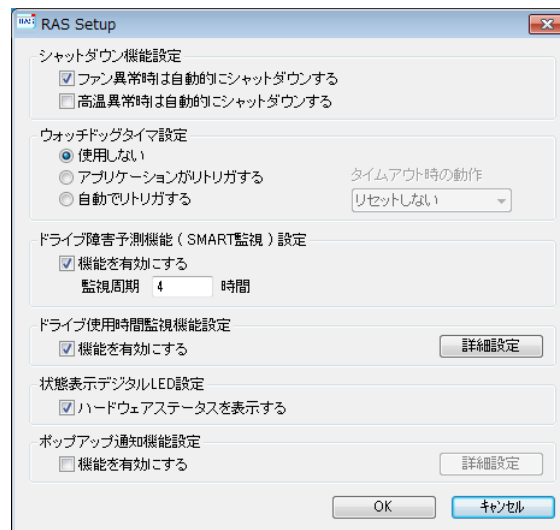 RAS Setup
シャットダウン機能設定
ファン異常時は自動的にシャットダウンする
高温異常時は自動的にシャットダウンする
ウォッチドッグタイマ設定
使用しない
アプリケーションがリトリガする
タイムアウト時の動作
自動でリトリガする
リセットしない
ドライブ障害予測機能(SMART監視)設定
機能を有効にする
監視周期 4 時間
ドライブ使用時間監視機能設定
機能を有効にする 詳細設定
状態表示デジタルLED設定
ハードウェアステータスを表示する
ポップアップ通知機能設定
機能を有効にする 詳細設定
OK キャンセル